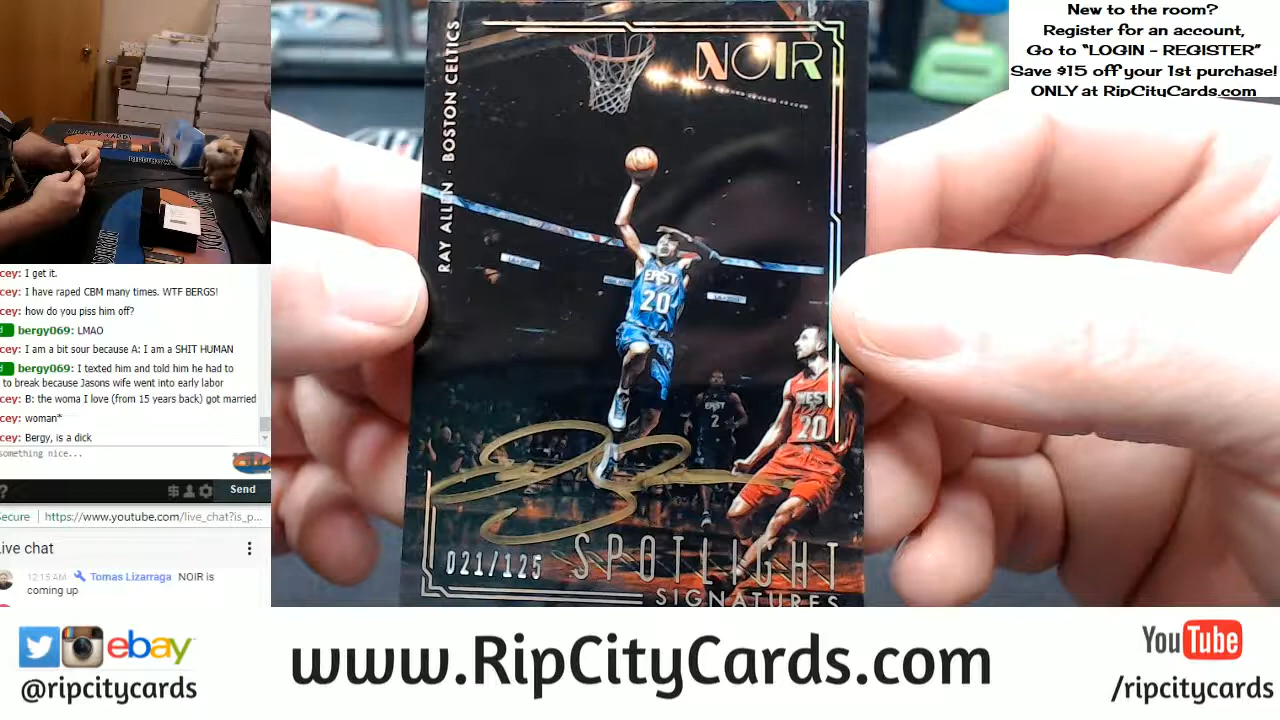 New to the room?
Register for an account,
Go to “LOGIN - REGISTER”
Save $15 off your 1st purchase!
ONLY at RipCityCards.com
NOIR
RAY ALLEN · BOSTON CELTICS
EAST
20
EAST
2
WEST
20
021/125
SPOTLIGHT
SIGNATURES
cey: I get it.
cey: I have raped CBM many times. WTF BERGS!
cey: how do you piss him off?
bergy069: LMAO
cey: I am a bit sour because A: I am a SHIT HUMAN
bergy069: I texted him and told him he had to
to break because Jasons wife went into early labor
cey: B: the woma I love (from 15 years back) got married
cey: woman*
cey: Bergy, is a dick
something nice...
? $ Send
Secure https://www.youtube.com/live_chat?is_p...
Live chat
12:15 AM Tomas Lizarraga NOIR is
coming up
ebay
@ripcitycards
www.RipCityCards.com
YouTube
/ripcitycards